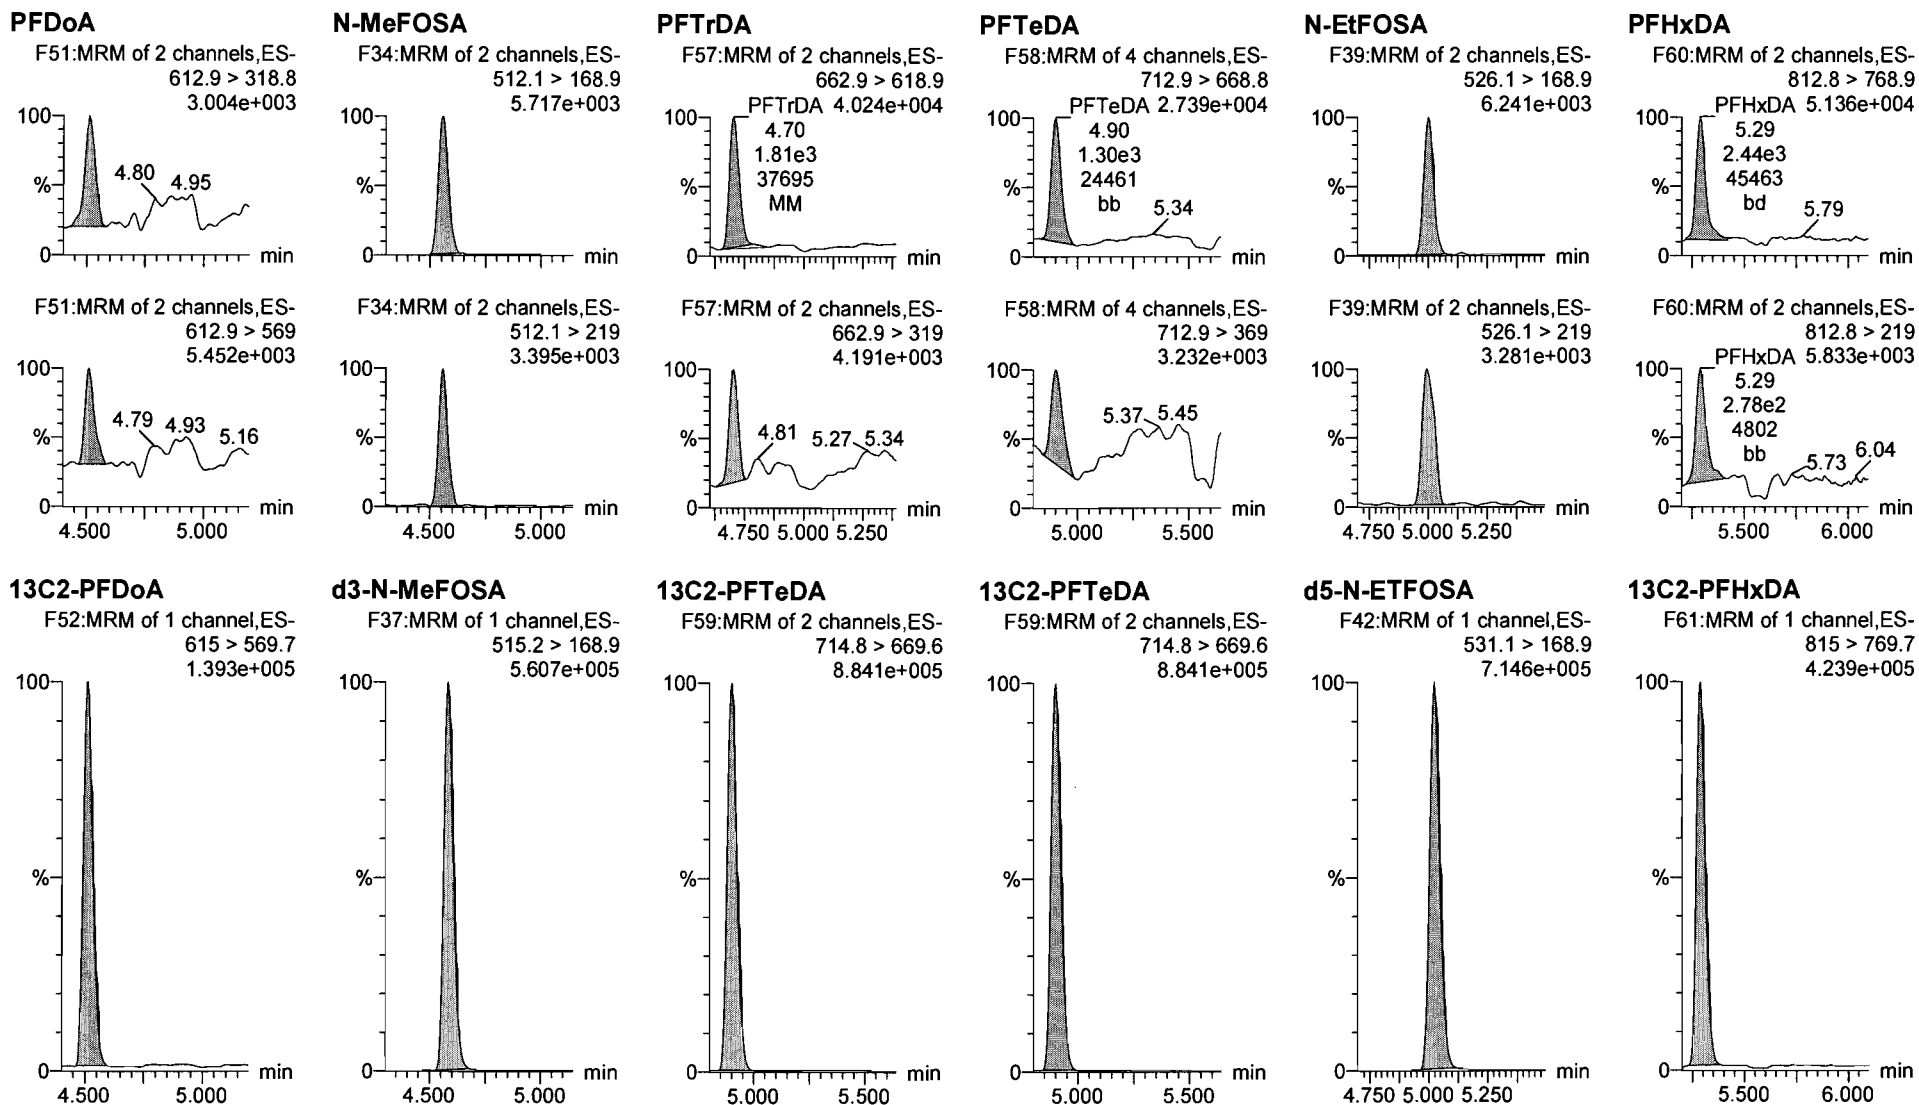 PFDoA
F51:MRM of 2 channels,ES-
612.9 > 318.8
3.004e+003
100
%
0
4.80
4.95
min
N-MeFOSA
F34:MRM of 2 channels,ES-
512.1 > 168.9
5.717e+003
100
%
0
min
PFTrDA
F57:MRM of 2 channels,ES-
662.9 > 618.9
PFTrDA 4.024e+004
4.70
1.81e3
37695
MM
100
%
0
min
PFTeDA
F58:MRM of 4 channels,ES-
712.9 > 668.8
PFTeDA 2.739e+004
4.90
1.30e3
24461
bb
5.34
100
%
0
min
N-EtFOSA
F39:MRM of 2 channels,ES-
526.1 > 168.9
6.241e+003
100
%
0
min
PFHxDA
F60:MRM of 2 channels,ES-
812.8 > 768.9
PFHxDA 5.136e+004
5.29
2.44e3
45463
bd
5.79
100
%
0
min
F51:MRM of 2 channels,ES-
612.9 > 569
5.452e+003
100
%
0
4.79
4.93
5.16
min
4.500 5.000
F34:MRM of 2 channels,ES-
512.1 > 219
3.395e+003
100
%
0
min
4.500 5.000
F57:MRM of 2 channels,ES-
662.9 > 319
4.191e+003
100
%
0
4.81
5.27
5.34
min
4.750 5.000 5.250
F58:MRM of 4 channels,ES-
712.9 > 369
3.232e+003
100
%
0
5.37
5.45
min
5.000 5.500
F39:MRM of 2 channels,ES-
526.1 > 219
3.281e+003
100
%
0
min
4.750 5.000 5.250
F60:MRM of 2 channels,ES-
812.8 > 219
PFHxDA 5.833e+003
5.29
2.78e2
4802
bb
5.73
6.04
100
%
0
min
5.500 6.000
13C2-PFDoA
F52:MRM of 1 channel,ES-
615 > 569.7
1.393e+005
100
%
0
min
4.500 5.000
d3-N-MeFOSA
F37:MRM of 1 channel,ES-
515.2 > 168.9
5.607e+005
100
%
0
min
4.500 5.000
13C2-PFTeDA
F59:MRM of 2 channels,ES-
714.8 > 669.6
8.841e+005
100
%
0
min
5.000 5.500
13C2-PFTeDA
F59:MRM of 2 channels,ES-
714.8 > 669.6
8.841e+005
100
%
0
min
5.000 5.500
d5-N-ETFOSA
F42:MRM of 1 channel,ES-
531.1 > 168.9
7.146e+005
100
%
0
min
4.750 5.000 5.250
13C2-PFHxDA
F61:MRM of 1 channel,ES-
815 > 769.7
4.239e+005
100
%
0
min
5.500 6.000